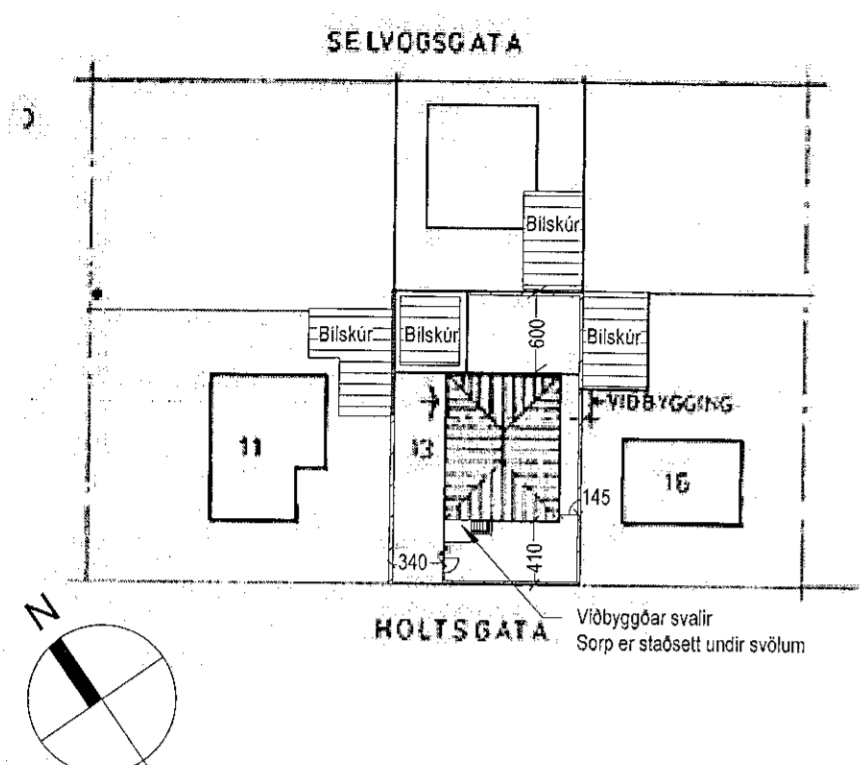 SELVOGSGATA
Bílskúr
Bílskúr
Bílskúr
600
Bílskúr
VIÐBYGGING
11
13
145
340
410
HOLTSGATA
Viðbyggðar svalir
Sorp er staðsett undir svölum
N